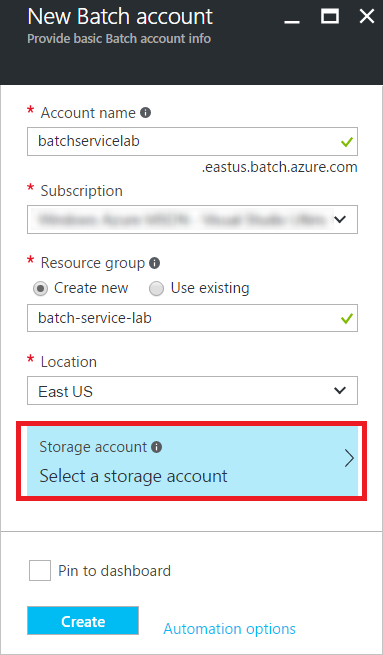 New Batch account
Provide basic Batch account info
* Account name
batchservicelab
.eastus.batch.azure.com
* Subscription
* Resource group
Create new Use existing
batch-service-lab
* Location
East US
Storage account
Select a storage account
Pin to dashboard
Create Automation options